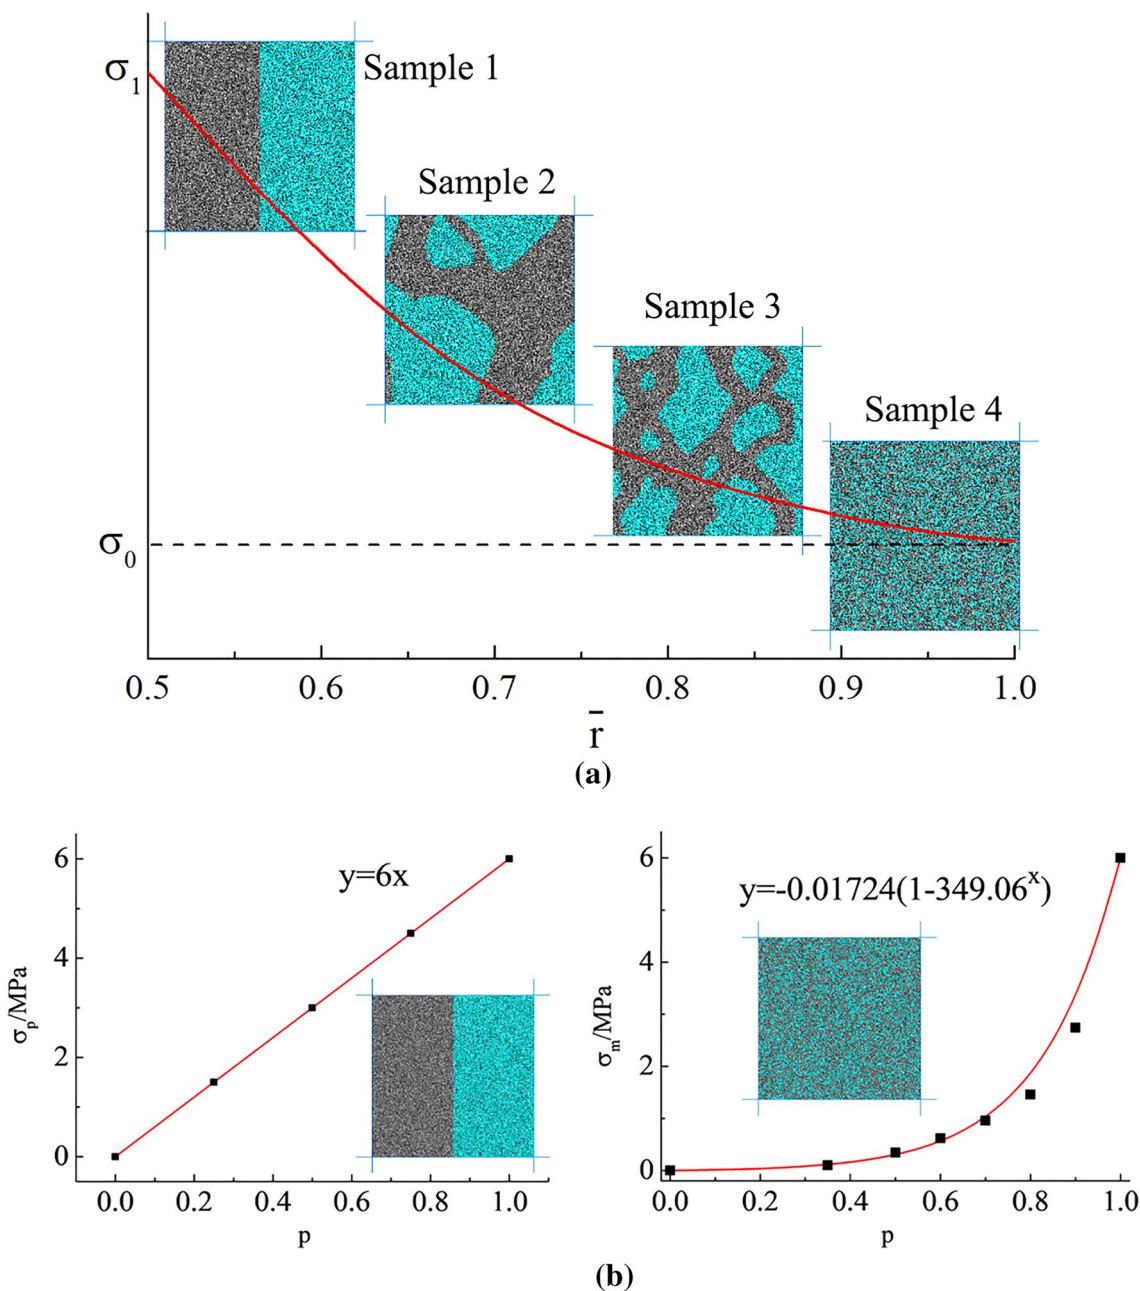 σ₁
Sample 1
Sample 2
Sample 3
Sample 4
σ₀
0.5 0.6 0.7 0.8 0.9 1.0
r̄
(a)
6
4
2
0
σₚ/MPa
y=6x
0.0 0.2 0.4 0.6 0.8 1.0
p
6
4
2
0
σₘ/MPa
y=-0.01724(1-349.06ˣ)
0.0 0.2 0.4 0.6 0.8 1.0
p
(b)